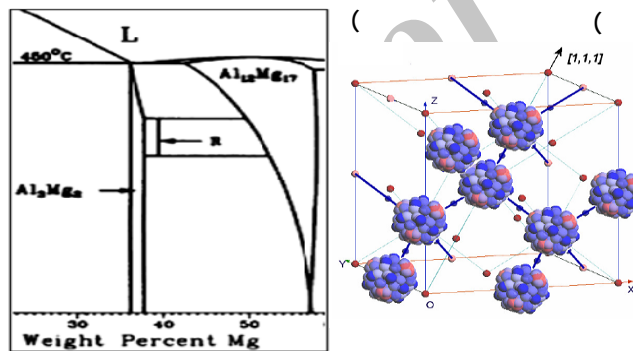 L
450°C
Al₁₂Mg₁₇
R
Al₃Mg₂
30 40 50
Weight Percent Mg
( (
[1,1,1]
Z
Y
X
O